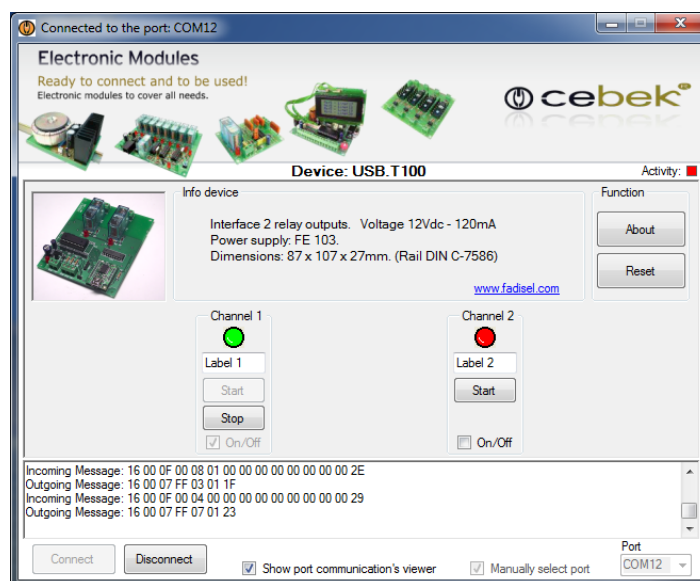 Connected to the port: COM12
Electronic Modules
Ready to connect and to be used!
Electronic modules to cover all needs.
cebek
Device: USB.T100
Activity:
Info device
Interface 2 relay outputs. Voltage 12Vdc - 120mA
Power supply: FE 103.
Dimensions: 87 x 107 x 27mm. (Rail DIN C-7586)
www.fadisel.com
Function
About
Reset
Channel 1
Label 1
Start
Stop
On/Off
Channel 2
Label 2
Start
On/Off
Incoming Message: 16 00 0F 00 08 01 00 00 00 00 00 00 00 00 2E
Outgoing Message: 16 00 07 FF 03 01 1F
Incoming Message: 16 00 0F 00 04 00 00 00 00 00 00 00 00 00 29
Outgoing Message: 16 00 07 FF 07 01 23
Connect
Disconnect
Show port communication's viewer
Manually select port
Port
COM12